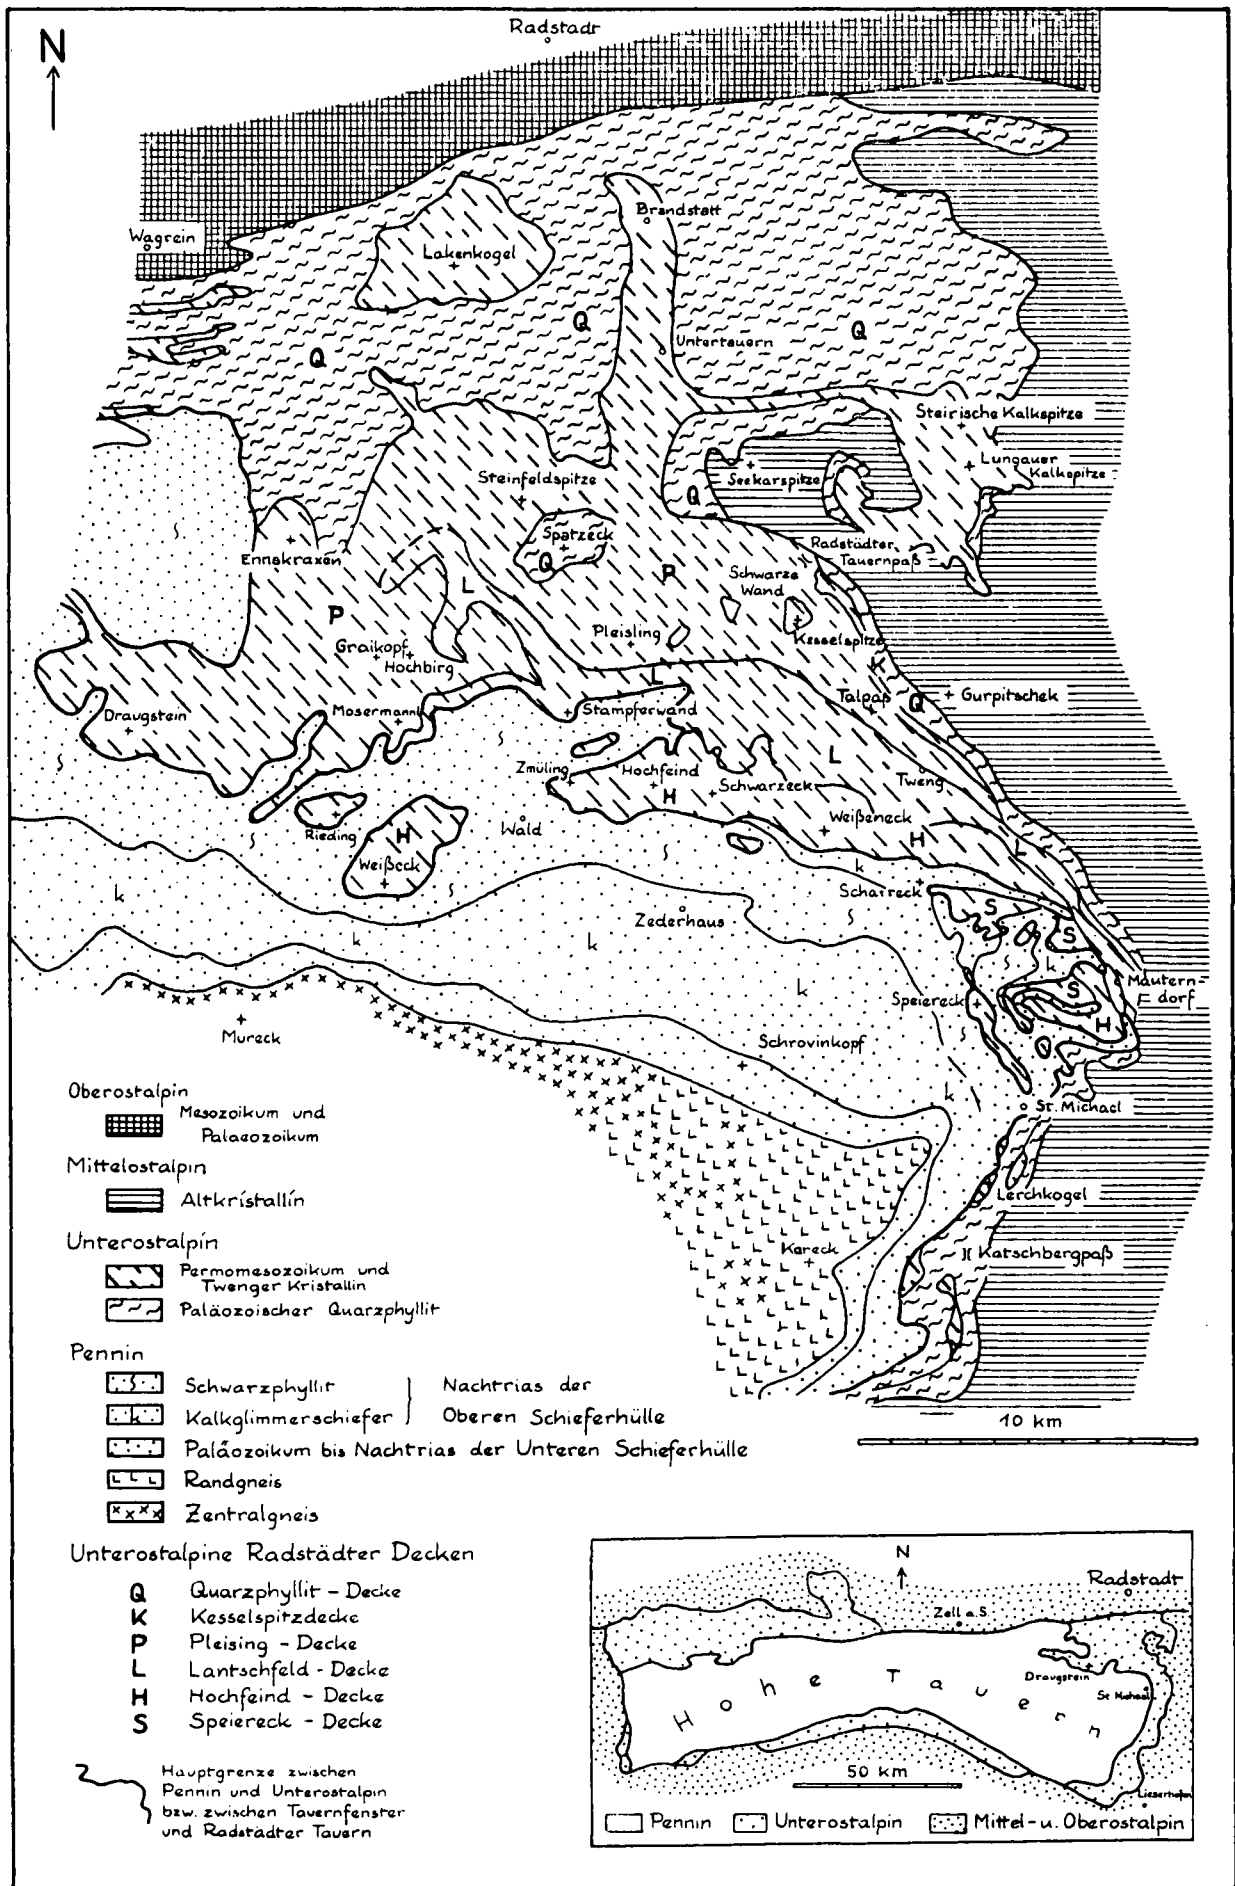 N
Radstadt
Wagrein
Brandstatt
Lakenkogel
Q
Q
Q
Untertauern
Steirische Kalkspitze
Lungauer
Kalkspitze
Steinfeldspitze
Seekarspitze
Q
Spatzeck
Q
Radstädter
Tauernpaß
Ennskraxen
s
L
P
Schwarze
Wand
P
Pleisling
Kesselspitze
Graikopf
Hochbirg
K
L
Talpaß
Q
Gurpitschek
Draugstein
Mosermannl
Stampferwand
s
s
Zmüling
Hochfeind
H
Schwarzeck
L
Tweng
Weißeneck
H
Rieding
s
H
Weißeck
Wald
s
k
L
Scharreck
k
s
Zederhaus
s
S
S
k
k
k
s
k
Speiereck
S
Mautern-
dorf
H
s
Mureck
Schrovinkopf
k
St. Michael
Lerchkogel
Kareck
Katschbergpaß
Oberostalpin
Mesozoikum und
Palaeozoikum
Mittelostalpin
Altkristallin
Unterostalpin
Permomesozoikum und
Twenger Kristallin
Paläozoischer Quarzphyllit
Pennin
s Schwarzphyllit
k Kalkglimmerschiefer
Nachtrias der
Oberen Schieferhülle
Paläozoikum bis Nachtrias der Unteren Schieferhülle
Randgneis
Zentralgneis
10 km
Unterostalpine Radstädter Decken
Q Quarzphyllit - Decke
K Kesselspitzdecke
P Pleising - Decke
L Lantschfeld - Decke
H Hochfeind - Decke
S Speiereck - Decke
Hauptgrenze zwischen
Pennin und Unterostalpin
bzw. zwischen Tauernfenster
und Radstädter Tauern
N
Radstadt
Zell a. S.
Draugstein
St Michael
Hohe Tauern
50 km
Lieserhofen
Pennin
Unterostalpin
Mittel- u. Oberostalpin